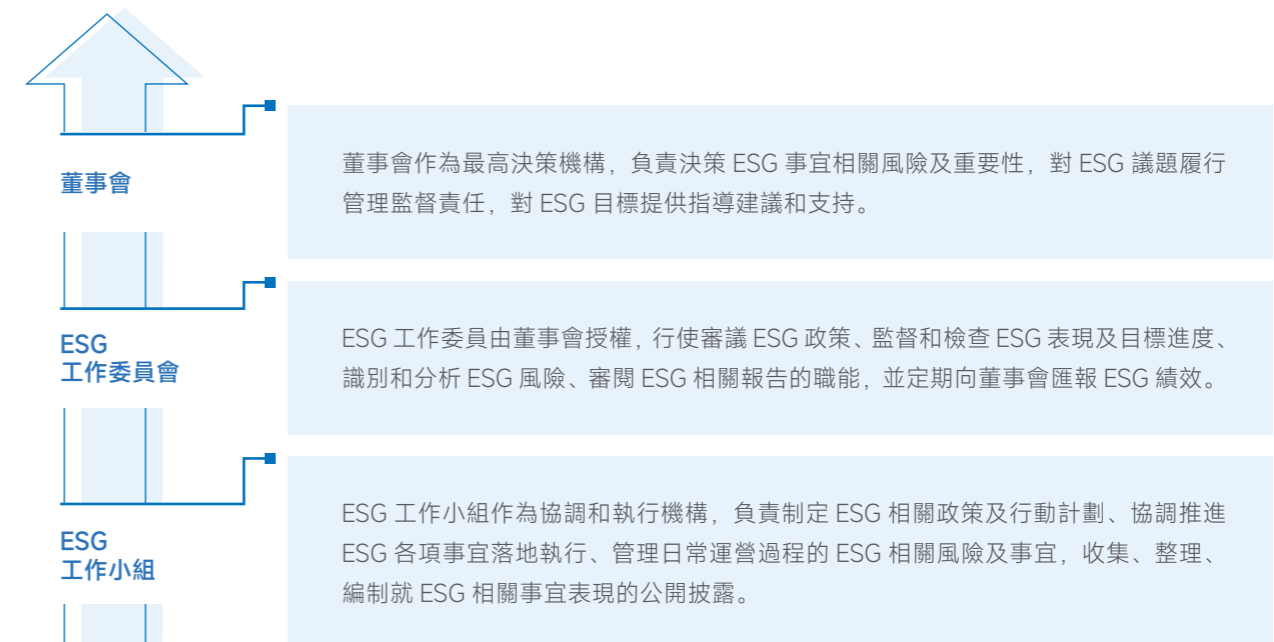 董事會
董事會作為最高決策機構，負責決策 ESG 事宜相關風險及重要性，對 ESG 議題履行
管理監督責任，對 ESG 目標提供指導建議和支持。
ESG
工作委員會
ESG 工作委員由董事會授權，行使審議 ESG 政策、監督和檢查 ESG 表現及目標進度、
識別和分析 ESG 風險、審閱 ESG 相關報告的職能，並定期向董事會匯報 ESG 績效。
ESG
工作小組
ESG 工作小組作為協調和執行機構，負責制定 ESG 相關政策及行動計劃、協調推進
ESG 各項事宜落地執行、管理日常運營過程的 ESG 相關風險及事宜，收集、整理、
編制就 ESG 相關事宜表現的公開披露。